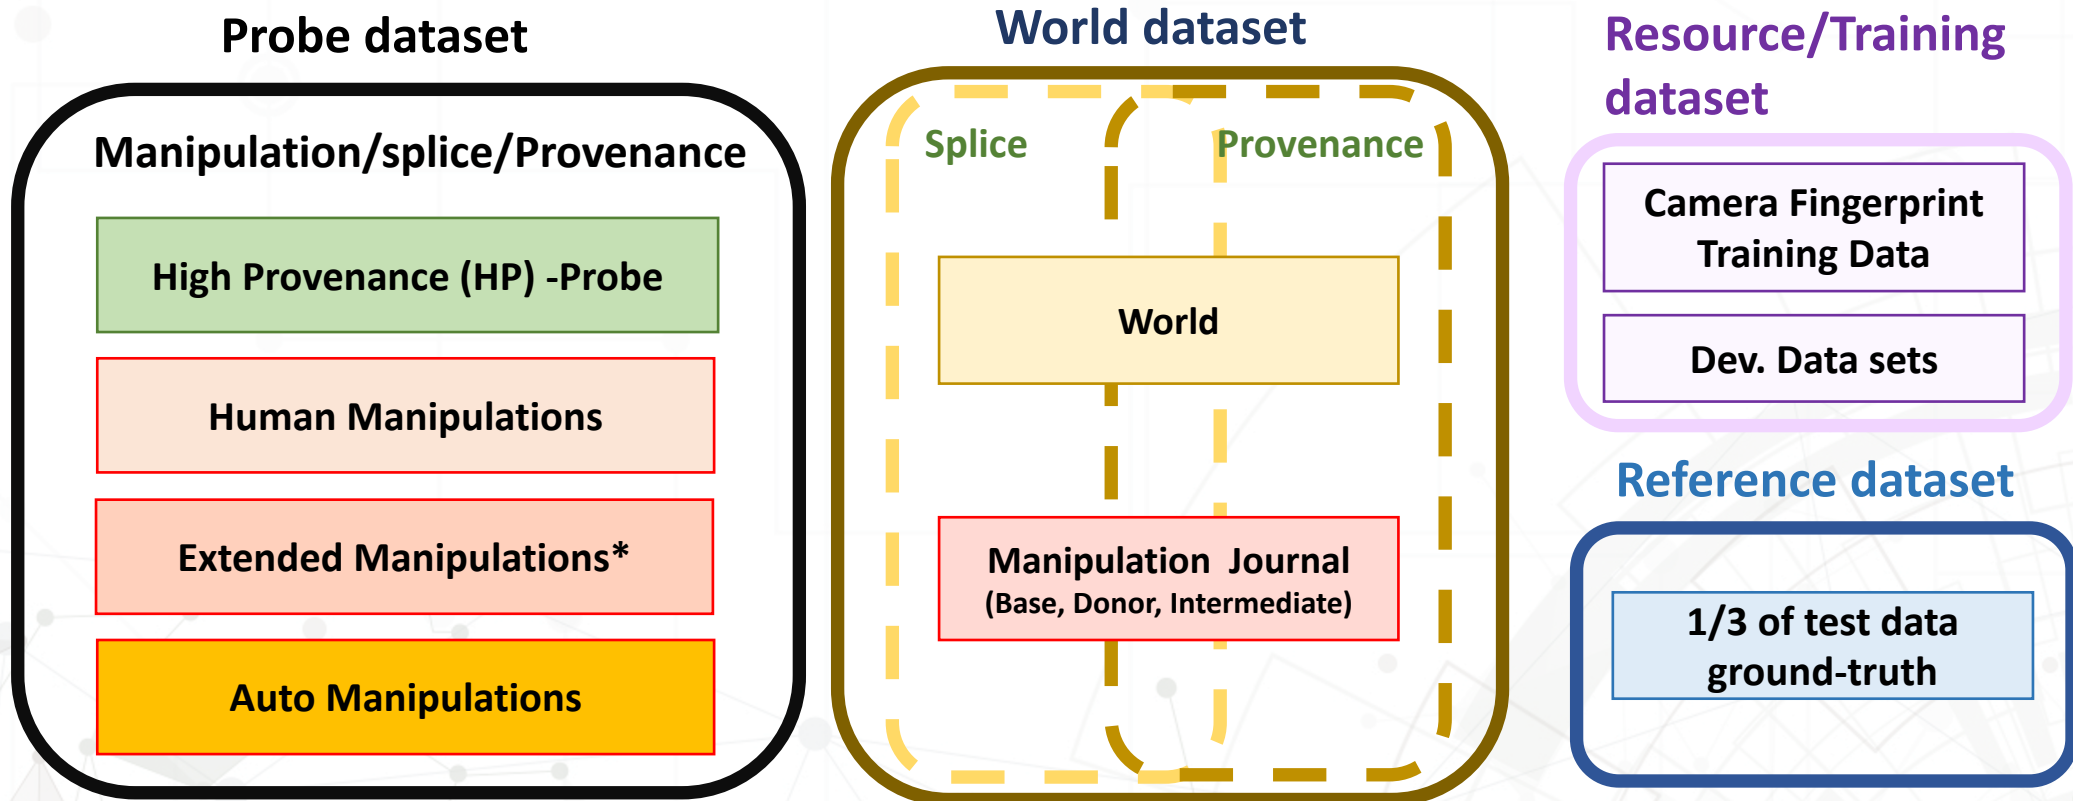 Probe dataset
Manipulation/splice/Provenance
High Provenance (HP) -Probe
Human Manipulations
Extended Manipulations*
Auto Manipulations
World dataset
Splice
Provenance
World
Manipulation Journal
(Base, Donor, Intermediate)
Resource/Training
dataset
Camera Fingerprint
Training Data
Dev. Data sets
Reference dataset
1/3 of test data
ground-truth